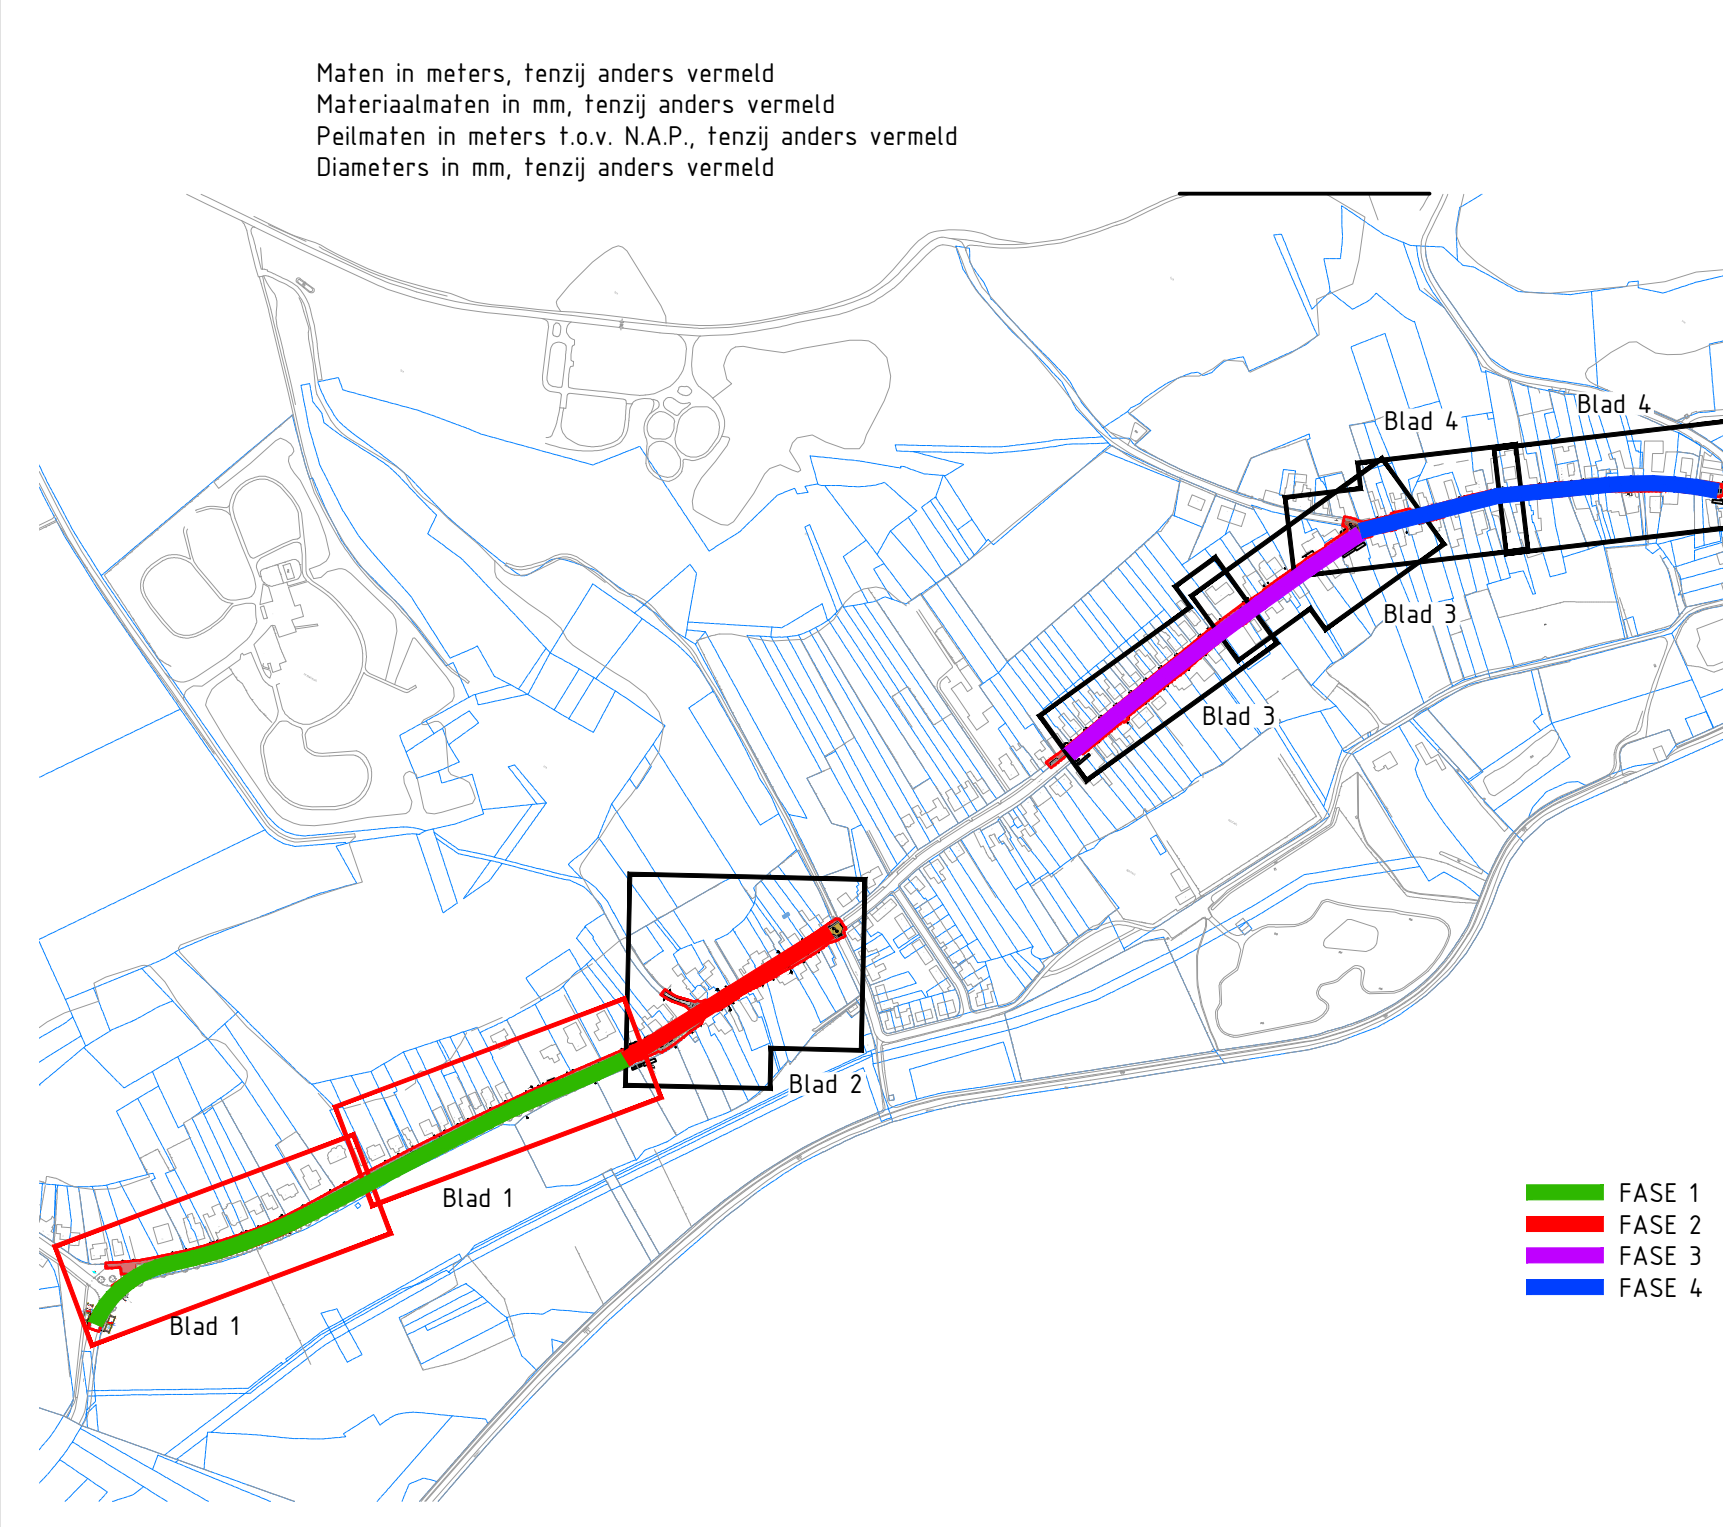 Maten in meters, tenzij anders vermeld
Materiaalmaten in mm, tenzij anders vermeld
Peilmaten in meters t.o.v. N.A.P., tenzij anders vermeld
Diameters in mm, tenzij anders vermeld
Blad 4
Blad 4
Blad 3
Blad 3
Blad 2
Blad 1
Blad 1
FASE 1
FASE 2
FASE 3
FASE 4